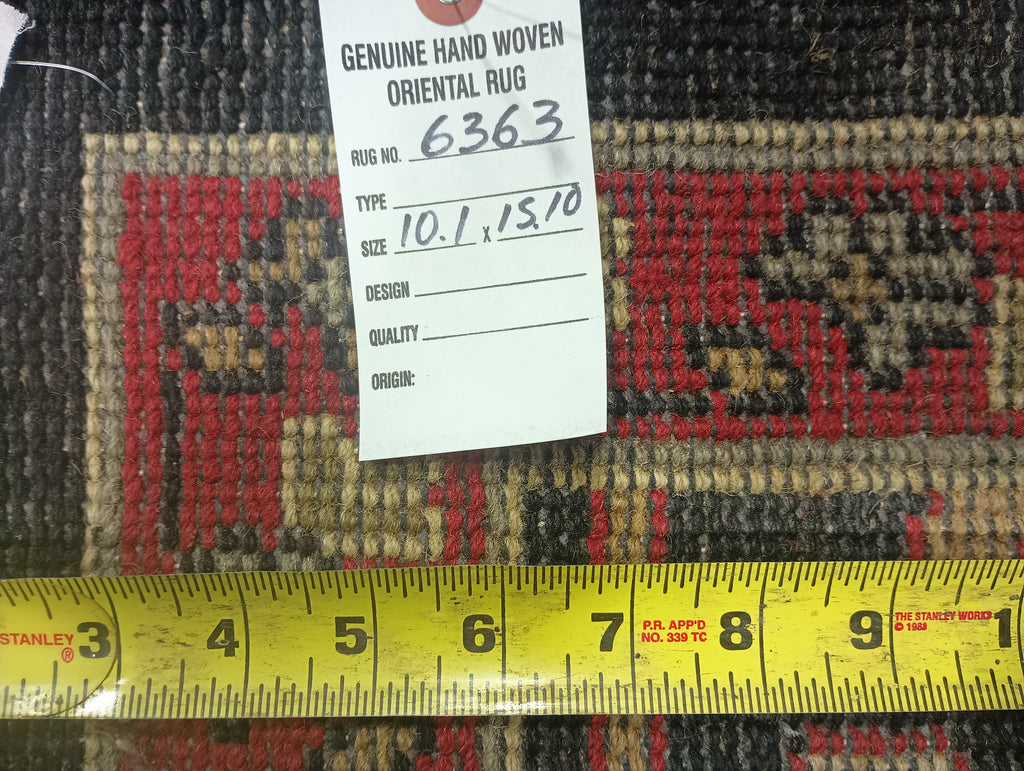 GENUINE HAND WOVEN
ORIENTAL RUG
RUG NO. 6363
TYPE
SIZE 10.1 X 15.10
DESIGN
QUALITY
ORIGIN:
STANLEY ®
3 4 5 6 7 8 9 1
P.R. APP'D
NO. 339 TC
THE STANLEY WORKS